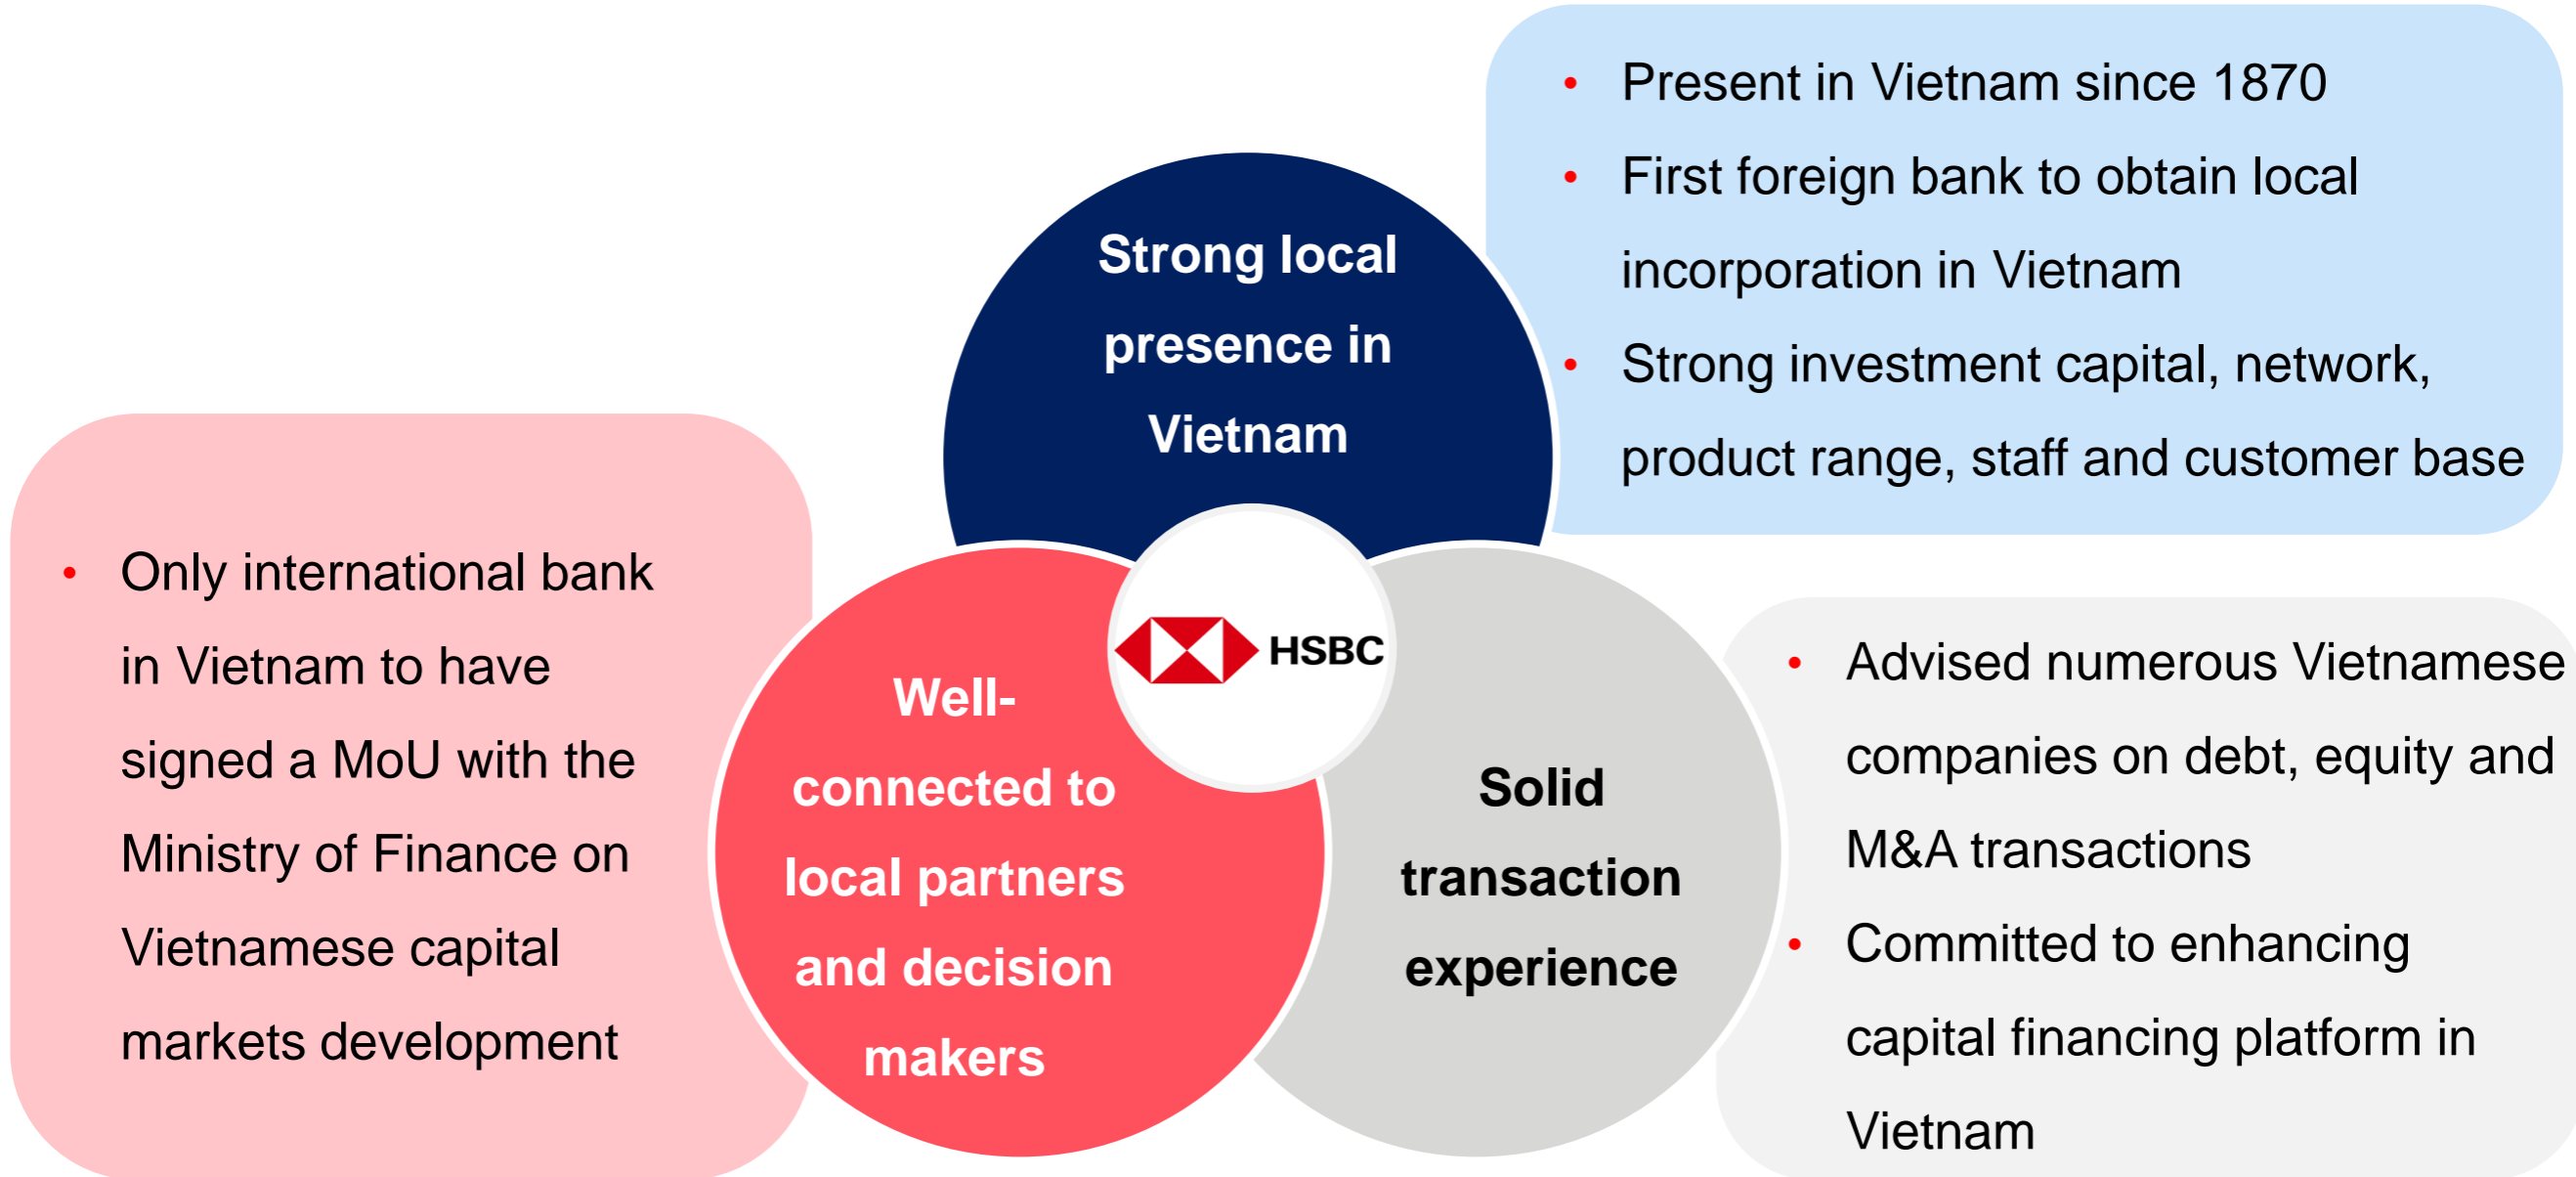 • Present in Vietnam since 1870
• First foreign bank to obtain local
incorporation in Vietnam
• Strong investment capital, network,
product range, staff and customer base
Strong local
presence in
Vietnam
• Only international bank
in Vietnam to have
signed a MoU with the
Ministry of Finance on
Vietnamese capital
markets development
Well-
connected to
local partners
and decision
makers
HSBC
Solid
transaction
experience
• Advised numerous Vietnamese
companies on debt, equity and
M&A transactions
• Committed to enhancing
capital financing platform in
Vietnam